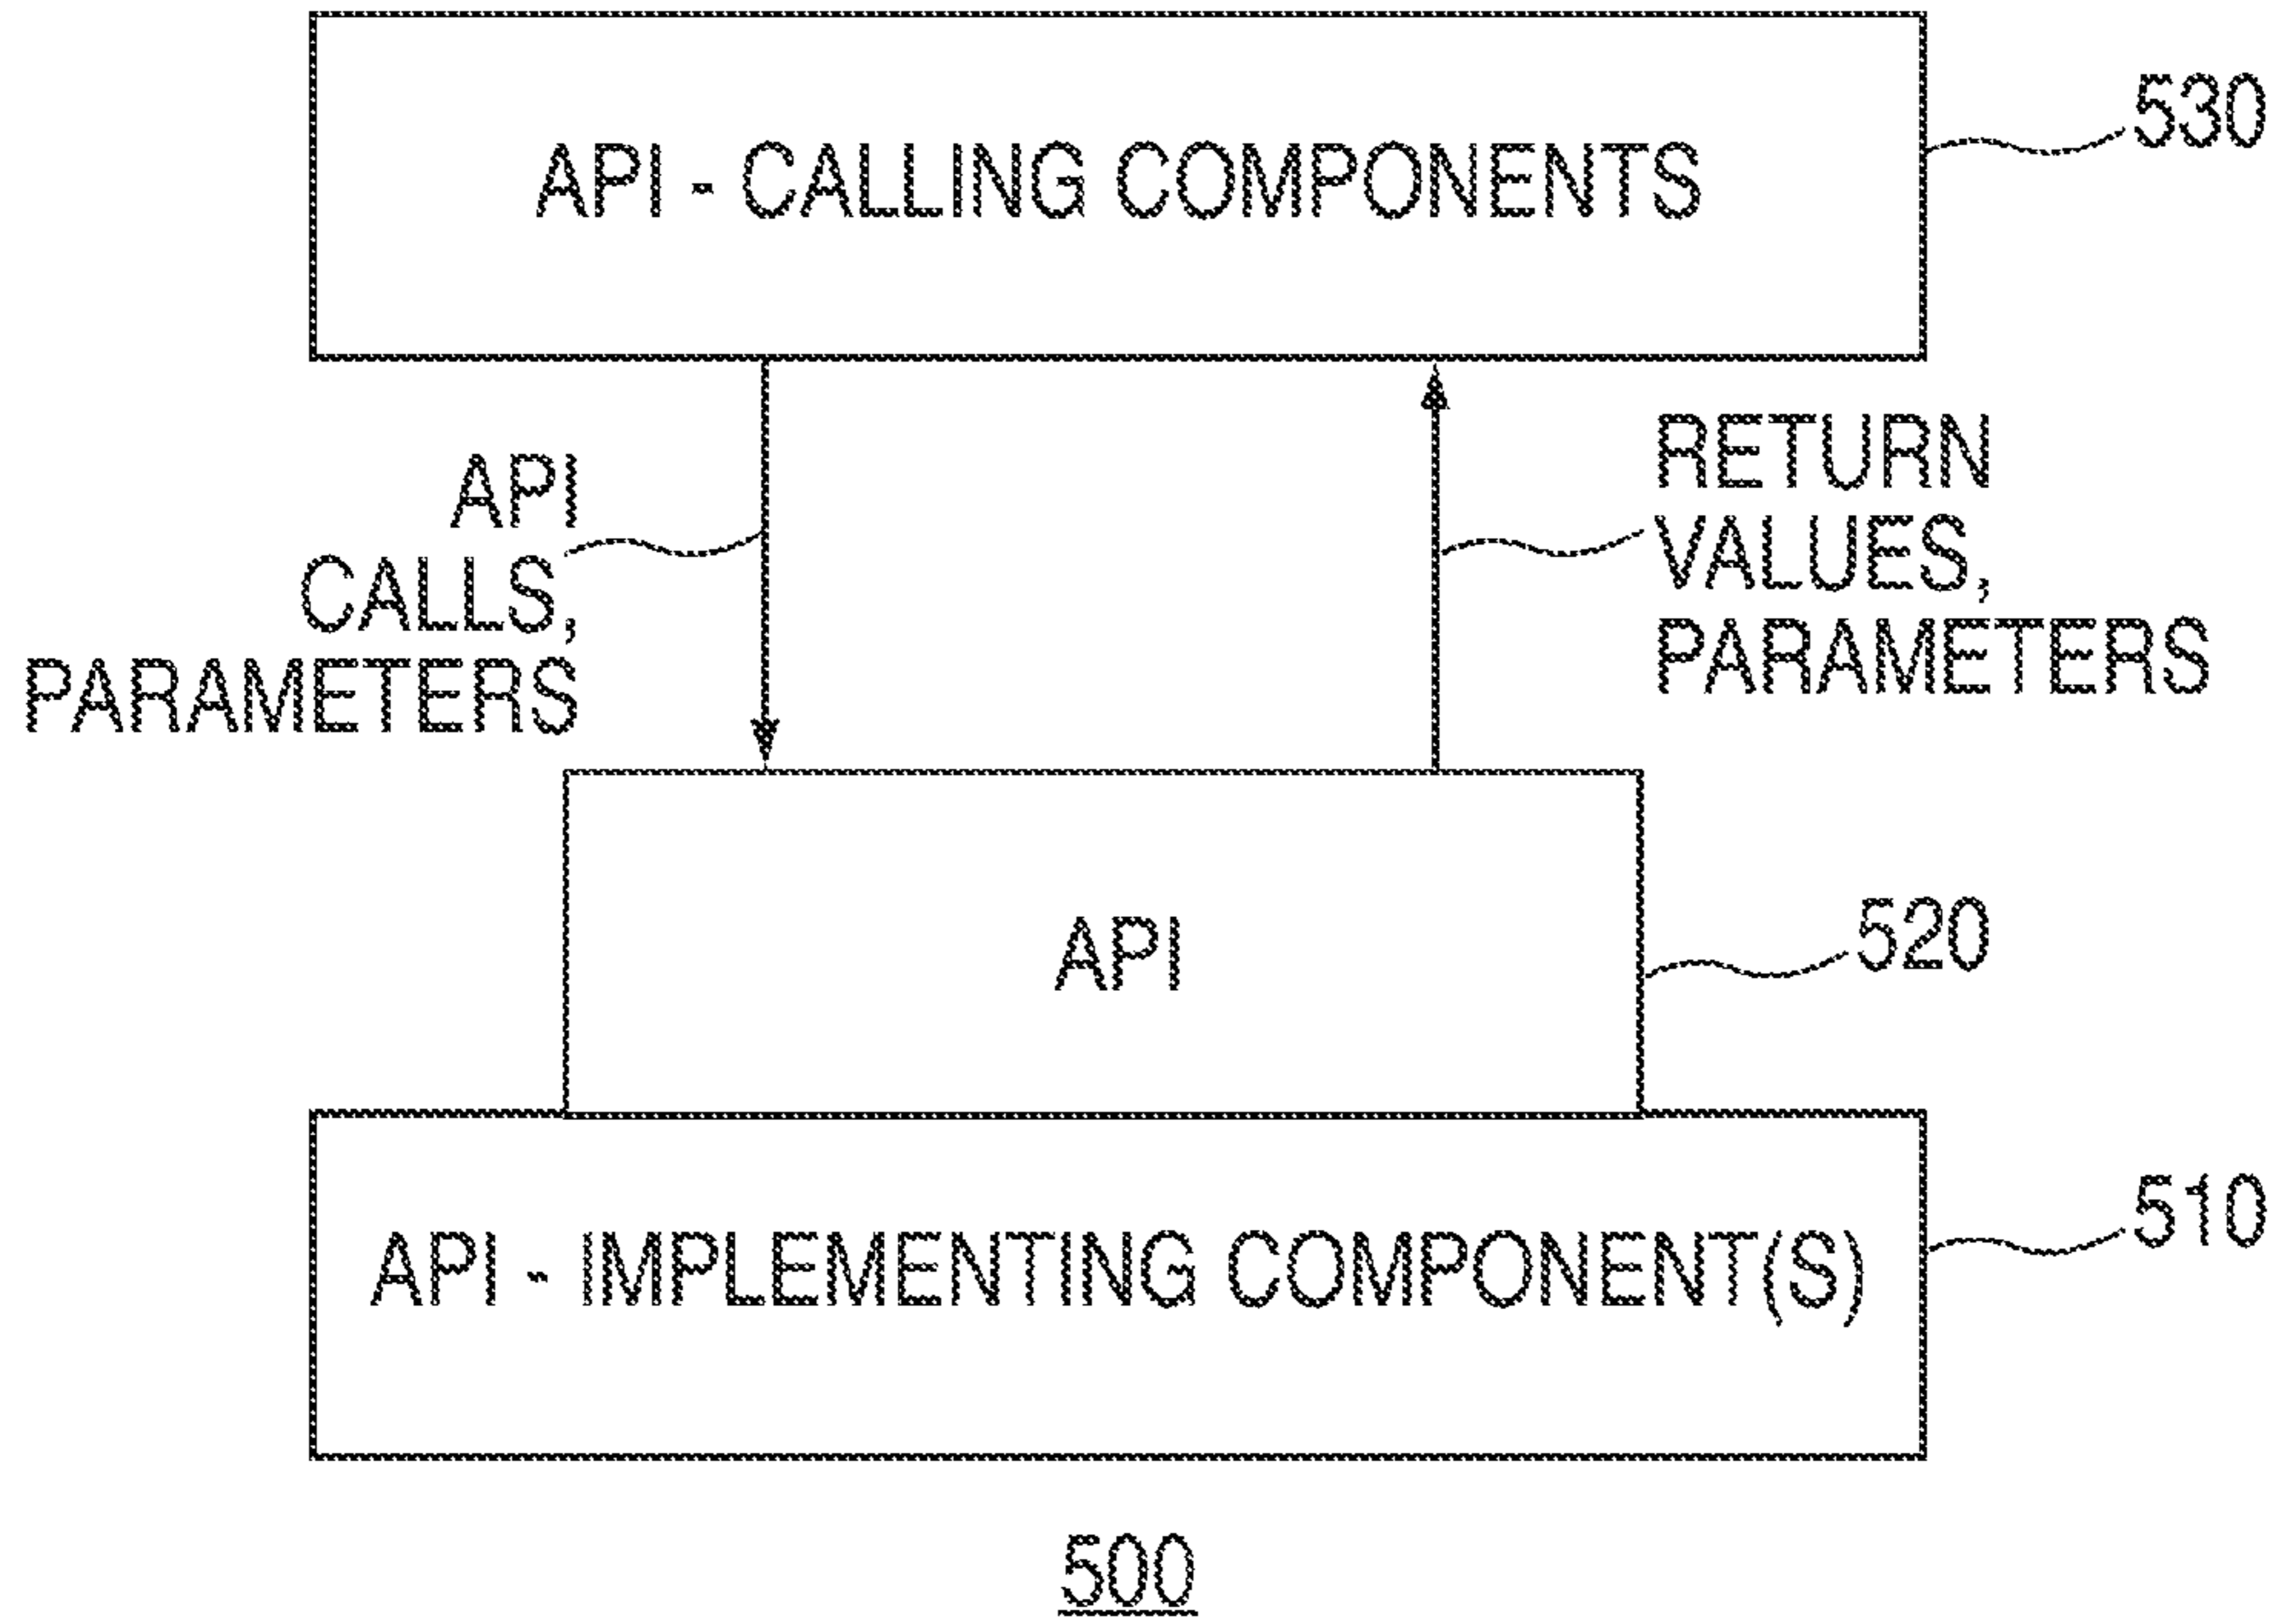 API - CALLING COMPONENTS
530
API
CALLS,
PARAMETERS
RETURN
VALUES,
PARAMETERS
API
520
API - IMPLEMENTING COMPONENT(S)
510
500